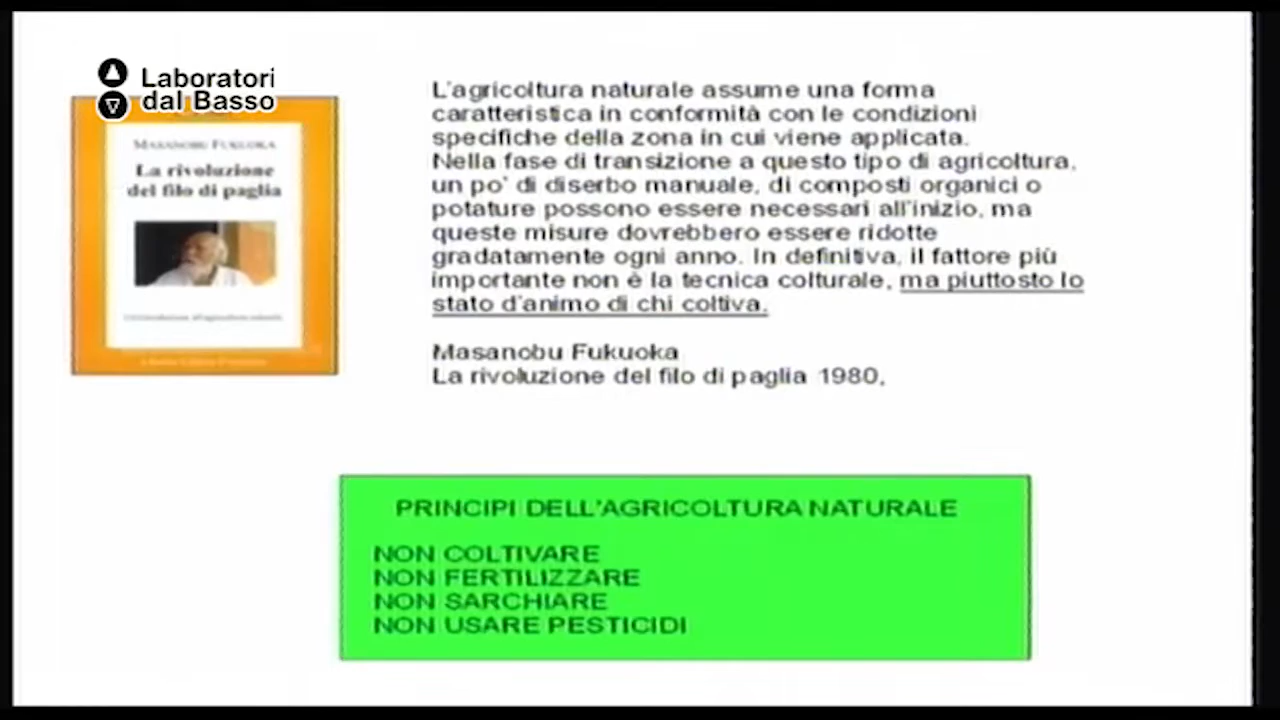 Laboratori
dal Basso
MASANOBU FUKUOKA
La rivoluzione
del filo di paglia
L'agricoltura naturale assume una forma
caratteristica in conformità con le condizioni
specifiche della zona in cui viene applicata.
Nella fase di transizione a questo tipo di agricoltura,
un po' di diserbo manuale, di composti organici o
potature possono essere necessari all'inizio, ma
queste misure dovrebbero essere ridotte
gradatamente ogni anno. In definitiva, il fattore più
importante non è la tecnica colturale, ma piuttosto lo
stato d'animo di chi coltiva.
Masanobu Fukuoka
La rivoluzione del filo di paglia 1980,
PRINCIPI DELL'AGRICOLTURA NATURALE
NON COLTIVARE
NON FERTILIZZARE
NON SARCHIARE
NON USARE PESTICIDI